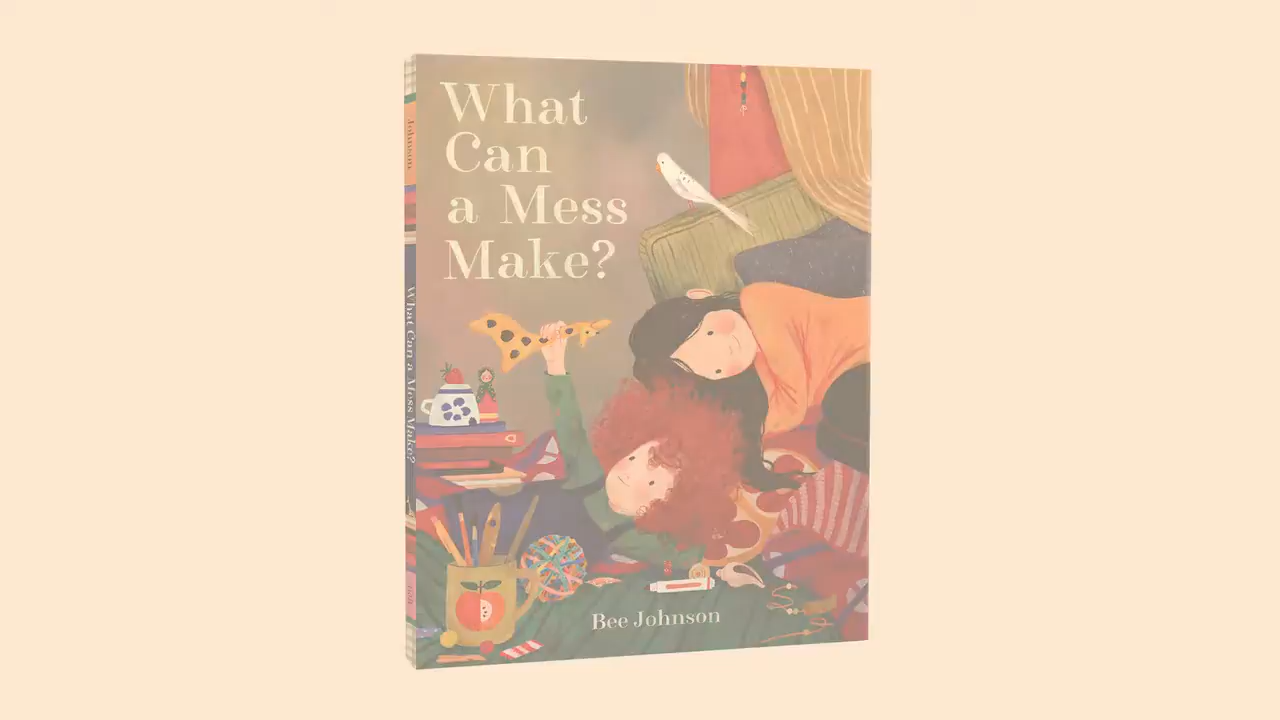 What
Can
a Mess
Make?
Bee Johnson
Johnson
What Can a Mess Make?